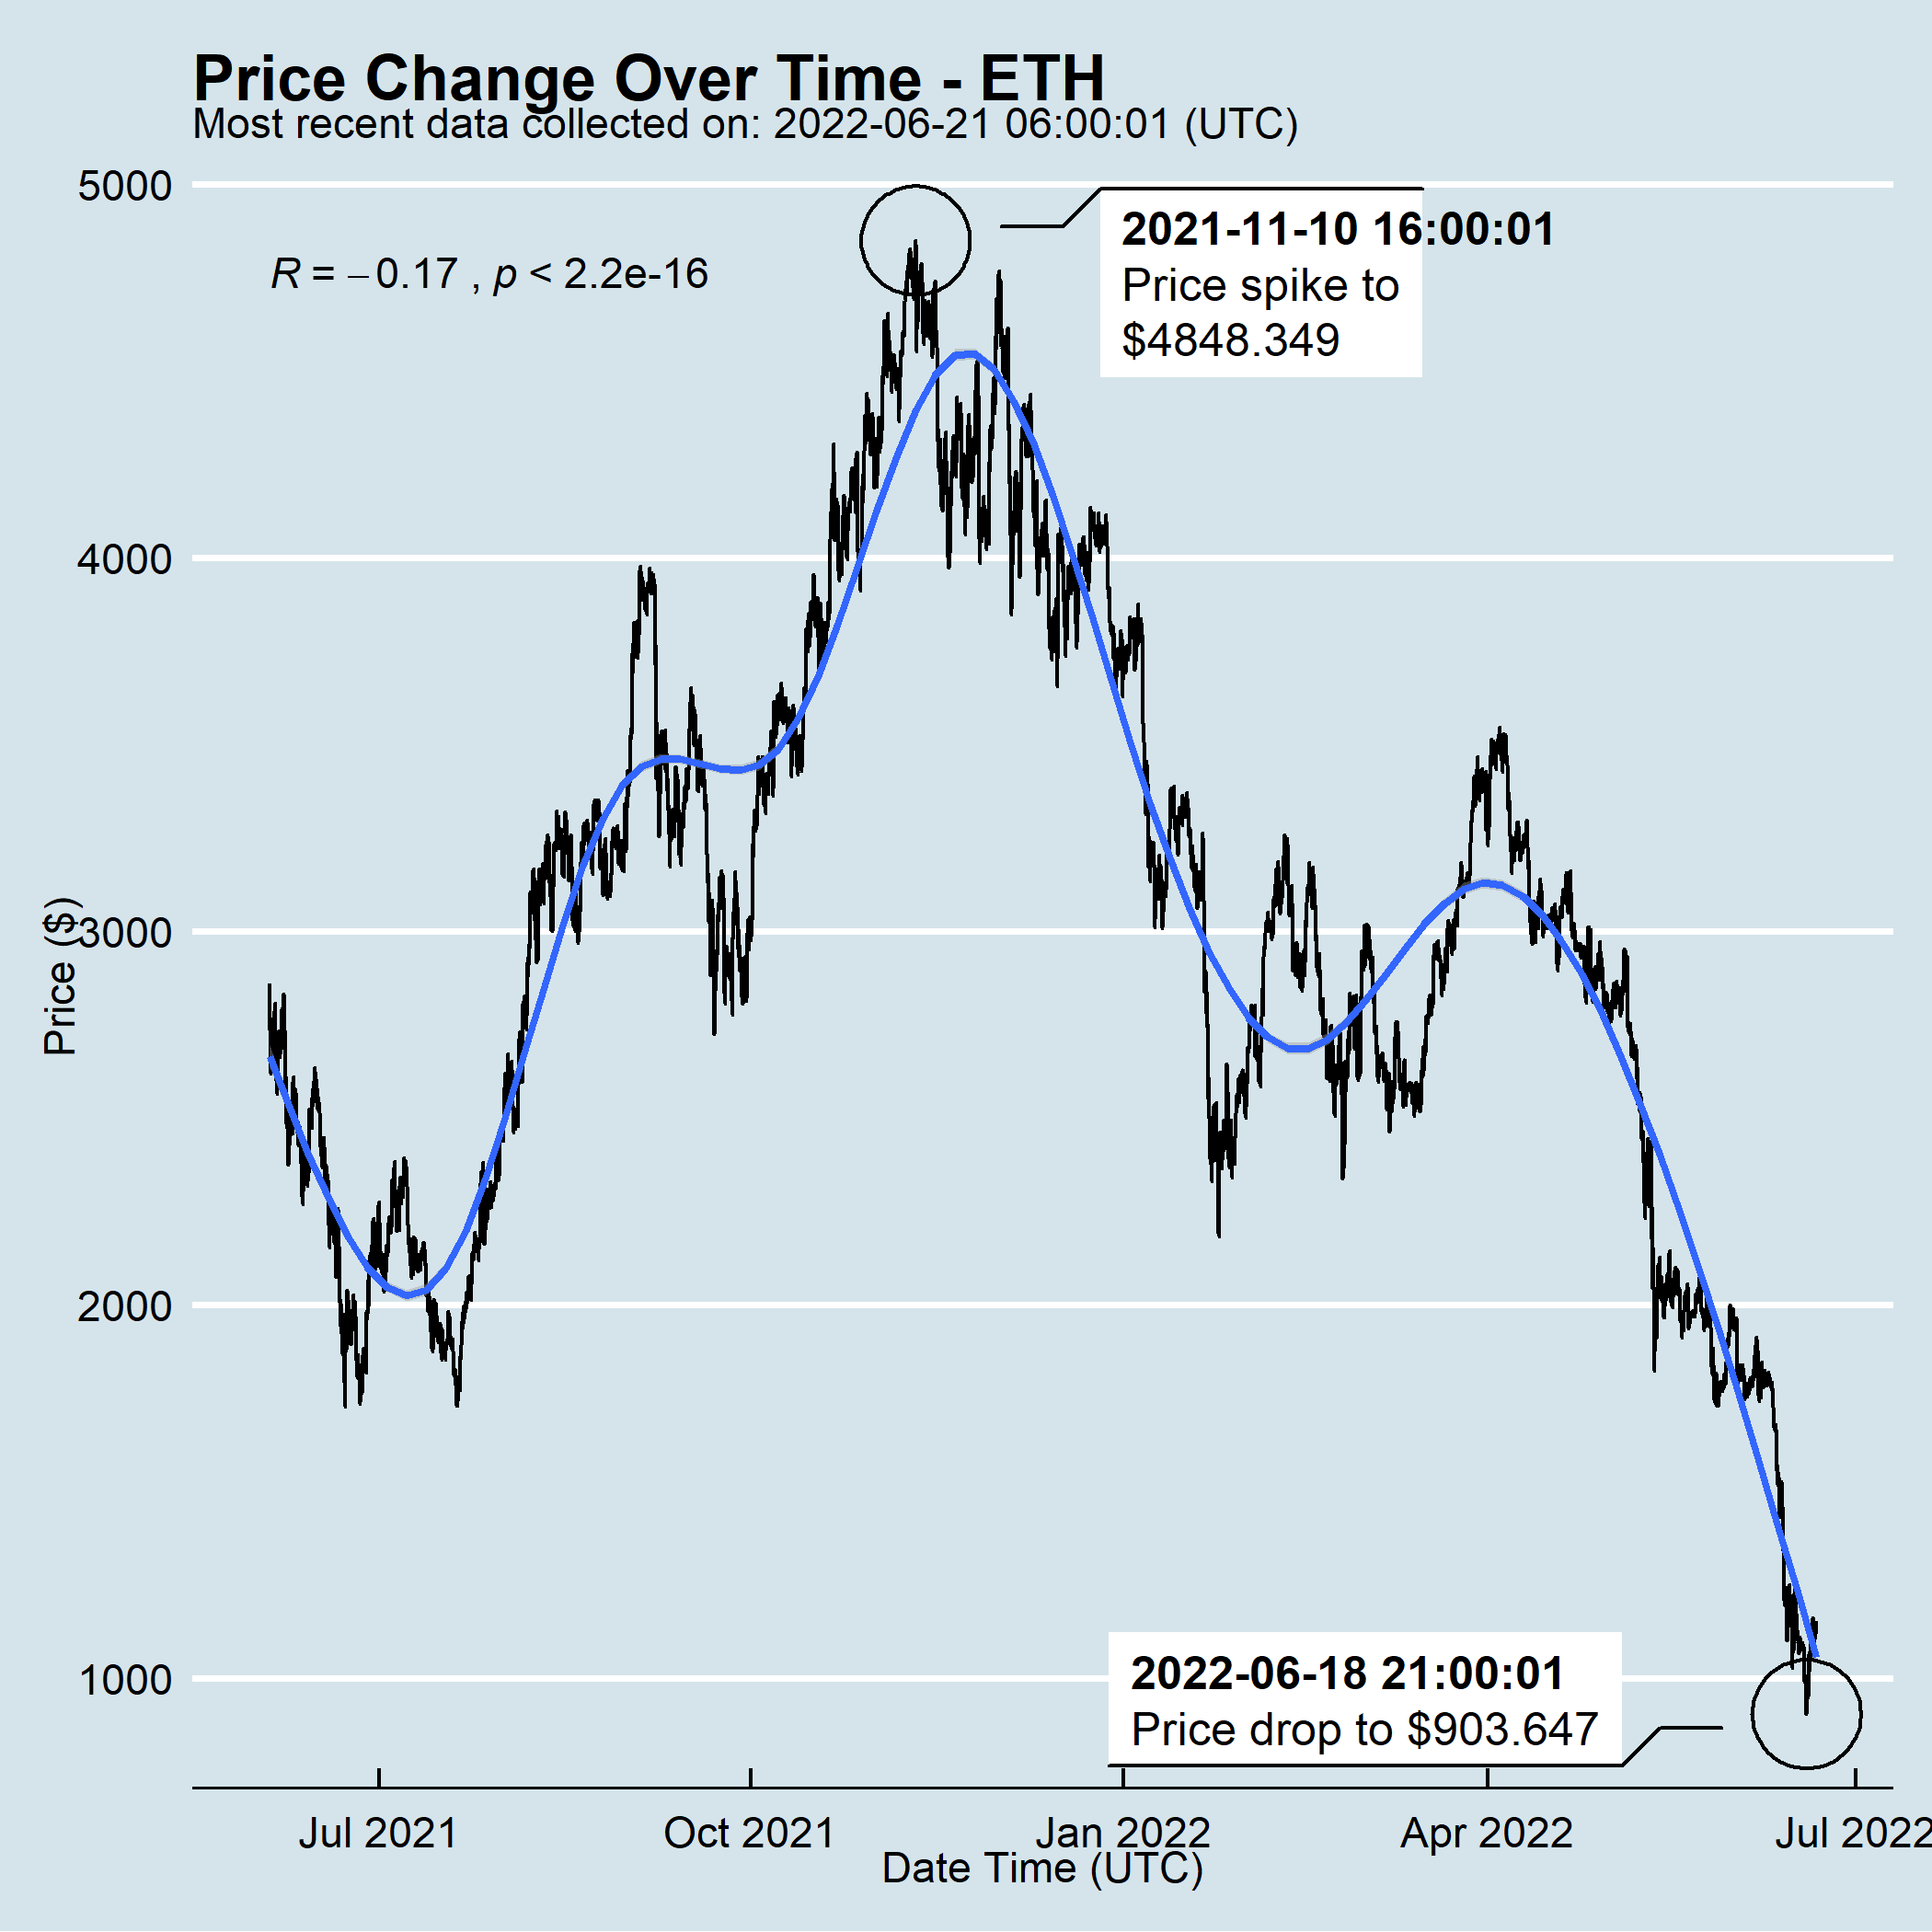 Price Change Over Time - ETH
Most recent data collected on: 2022-06-21 06:00:01 (UTC)
5000
2021-11-10 16:00:01
Price spike to
$4848.349
R = −0.17 , p < 2.2e-16
4000
3000
Price ($)
2000
1000
2022-06-18 21:00:01
Price drop to $903.647
Jul 2021
Oct 2021
Jan 2022
Apr 2022
Jul 2022
Date Time (UTC)